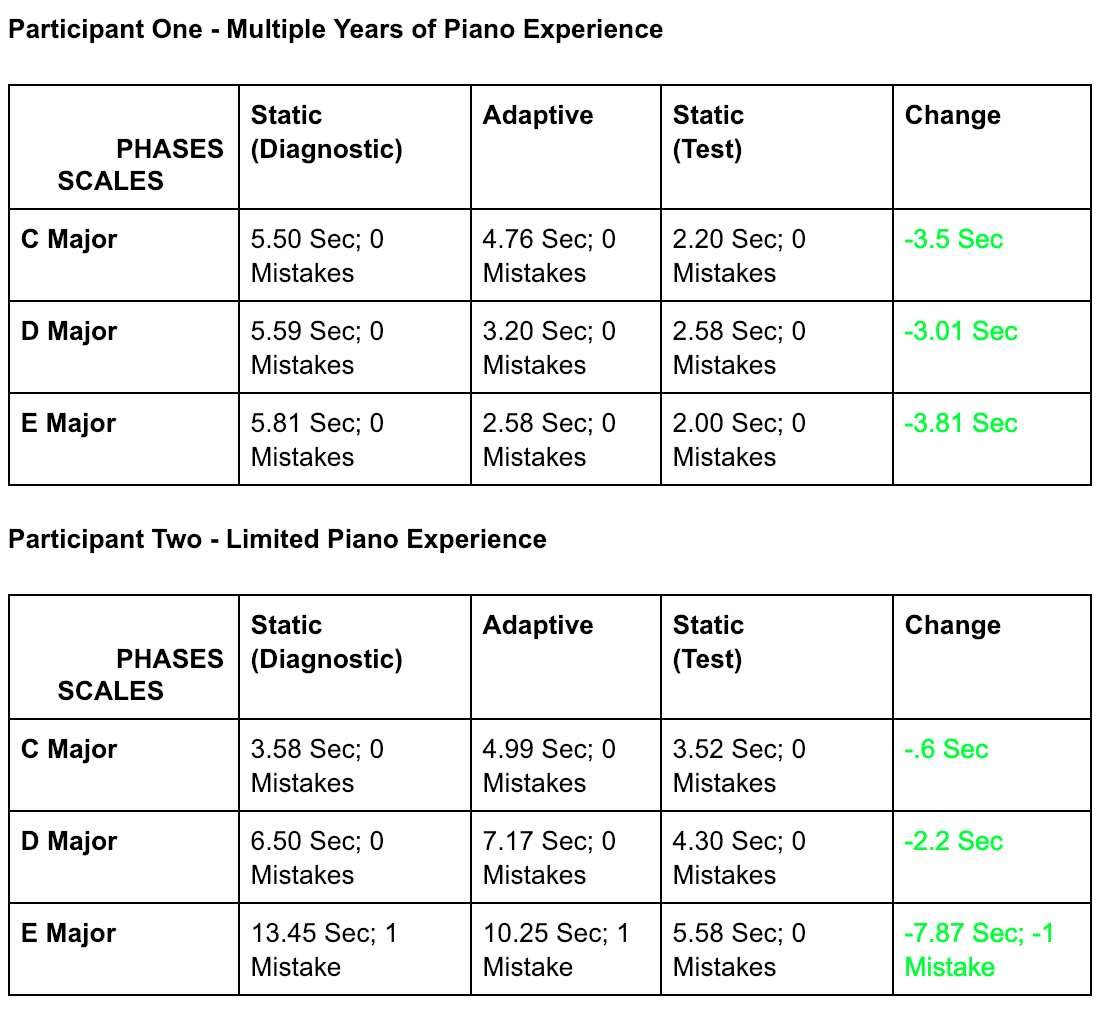 Participant One - Multiple Years of Piano Experience
PHASES
SCALES
Static
(Diagnostic)
Adaptive
Static
(Test)
Change
C Major
5.50 Sec; 0
Mistakes
4.76 Sec; 0
Mistakes
2.20 Sec; 0
Mistakes
-3.5 Sec
D Major
5.59 Sec; 0
Mistakes
3.20 Sec; 0
Mistakes
2.58 Sec; 0
Mistakes
-3.01 Sec
E Major
5.81 Sec; 0
Mistakes
2.58 Sec; 0
Mistakes
2.00 Sec; 0
Mistakes
-3.81 Sec
Participant Two - Limited Piano Experience
PHASES
SCALES
Static
(Diagnostic)
Adaptive
Static
(Test)
Change
C Major
3.58 Sec; 0
Mistakes
4.99 Sec; 0
Mistakes
3.52 Sec; 0
Mistakes
-.6 Sec
D Major
6.50 Sec; 0
Mistakes
7.17 Sec; 0
Mistakes
4.30 Sec; 0
Mistakes
-2.2 Sec
E Major
13.45 Sec; 1
Mistake
10.25 Sec; 1
Mistake
5.58 Sec; 0
Mistakes
-7.87 Sec; -1
Mistake